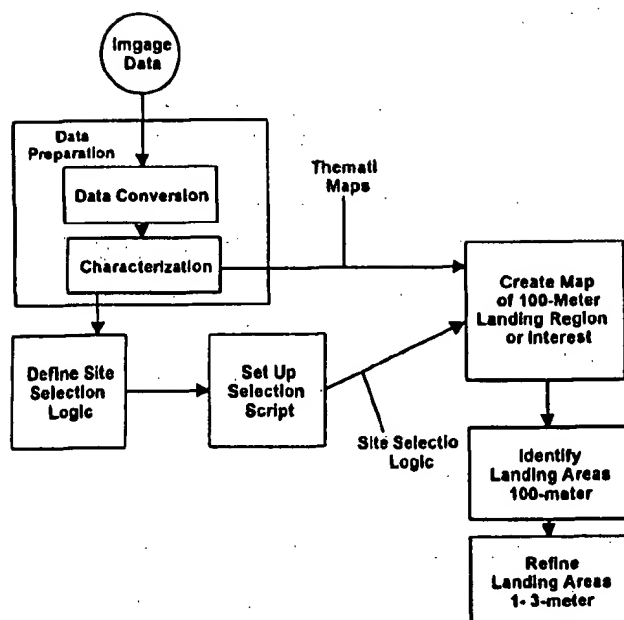 Imgage
Data
Data
Preparation
Data Conversion
Characterization
Themati
Maps
Create Map
of 100-Meter
Landing Region
or Interest
Define Site
Selection
Logic
Set Up
Selection
Script
Site Selectio
Logic
Identify
Landing Areas
100-mater
Refine
Landing Areas
1- 3-meter